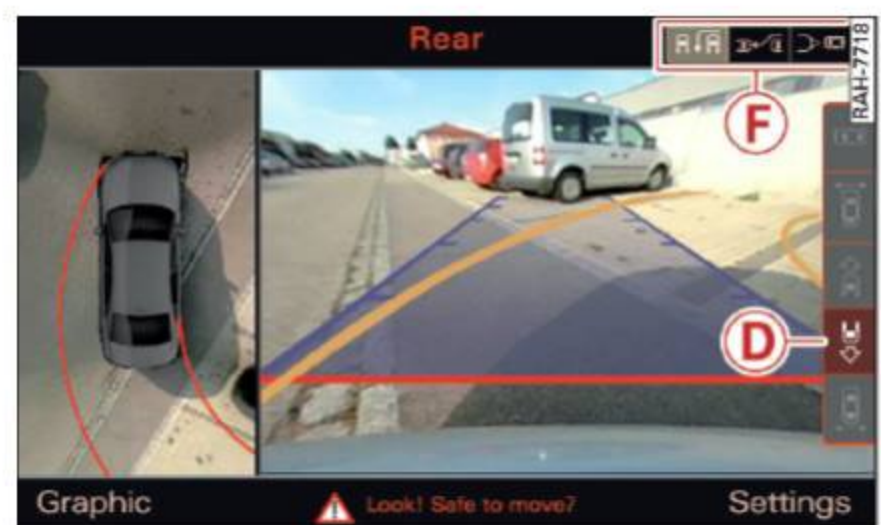 Rear
RAH-7718
F
D
Graphic
Look! Safe to move?
Settings